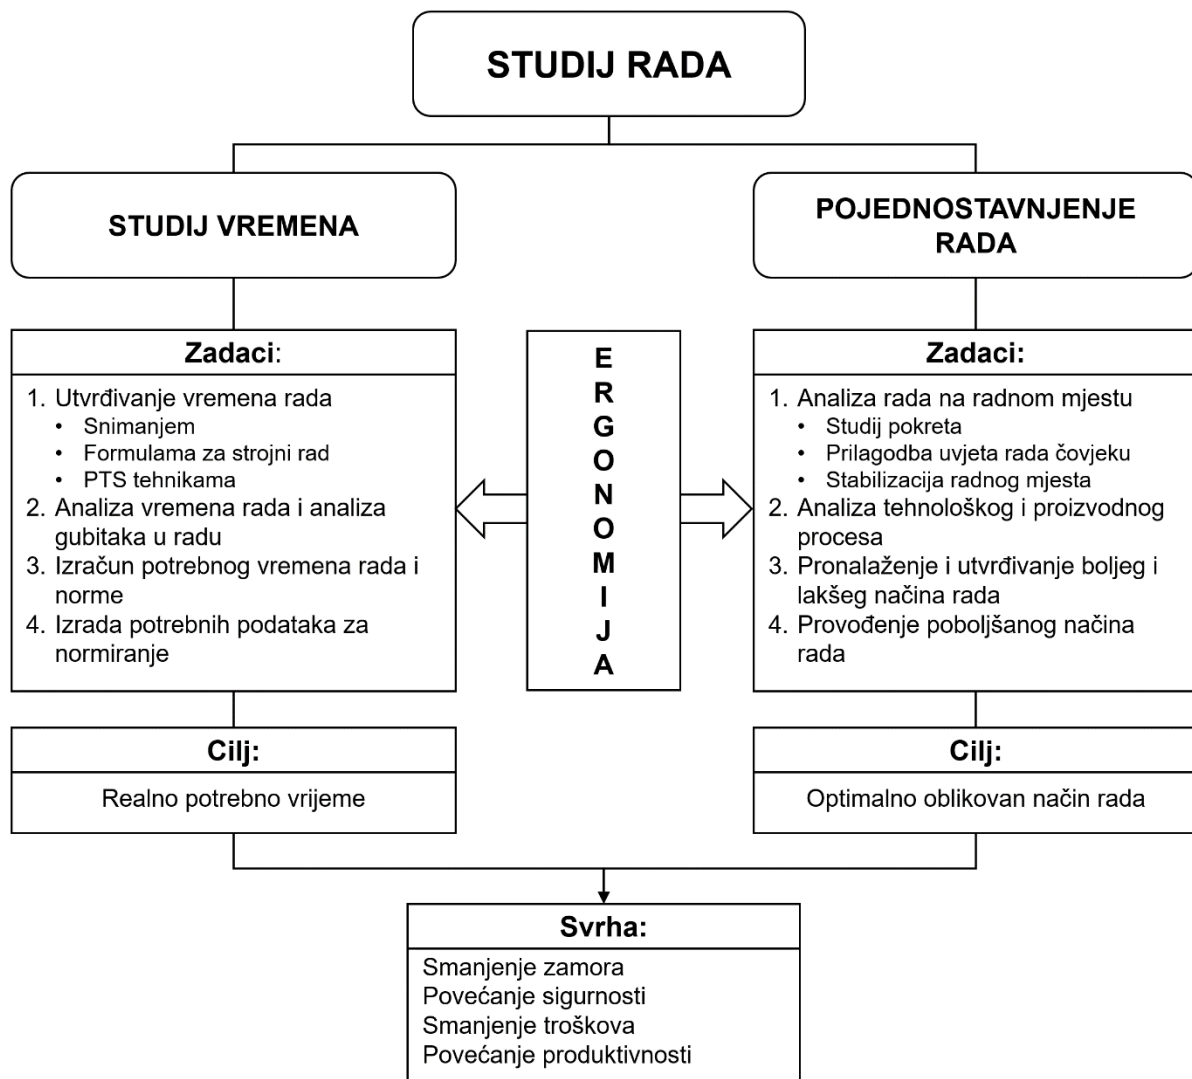 STUDIJ RADA
STUDIJ VREMENA
Zadaci:
1. Utvrđivanje vremena rada
• Snimanjem
• Formulama za strojni rad
• PTS tehnikama
2. Analiza vremena rada i analiza
gubitaka u radu
3. Izračun potrebnog vremena rada i
norme
4. Izrada potrebnih podataka za
normiranje
Cilj:
Realno potrebno vrijeme
E
R
G
O
N
O
M
I
J
A
POJEDNOSTAVNJENJE
RADA
Zadaci:
1. Analiza rada na radnom mjestu
• Studij pokreta
• Prilagodba uvjeta rada čovjeku
• Stabilizacija radnog mjesta
2. Analiza tehnološkog i proizvodnog
procesa
3. Pronalaženje i utvrđivanje boljeg i
lakšeg načina rada
4. Provođenje poboljšanog načina
rada
Cilj:
Optimalno oblikovan način rada
Svrha:
Smanjenje zamora
Povećanje sigurnosti
Smanjenje troškova
Povećanje produktivnosti